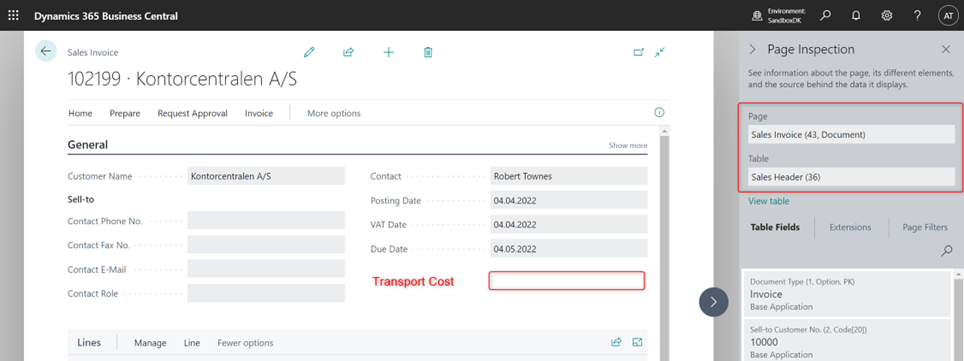 Dynamics 365 Business Central
Environment:
SandboxDK
?
AT
Sales Invoice
102199 · Kontorcentralen A/S
Home Prepare Request Approval Invoice More options
General Show more
Customer Name Kontorcentralen A/S
Sell-to
Contact Phone No.
Contact Fax No.
Contact E-Mail
Contact Role
Contact Robert Townes
Posting Date 04.04.2022
VAT Date 04.04.2022
Due Date 04.05.2022
Transport Cost
Lines Manage Line Fewer options
Page Inspection
See information about the page, its different elements,
and the source behind the data it displays.
Page
Sales Invoice (43, Document)
Table
Sales Header (36)
View table
Table Fields Extensions Page Filters
Document Type (1, Option, PK)
Invoice
Base Application
Sell-to Customer No. (2, Code[20])
10000
Base Application